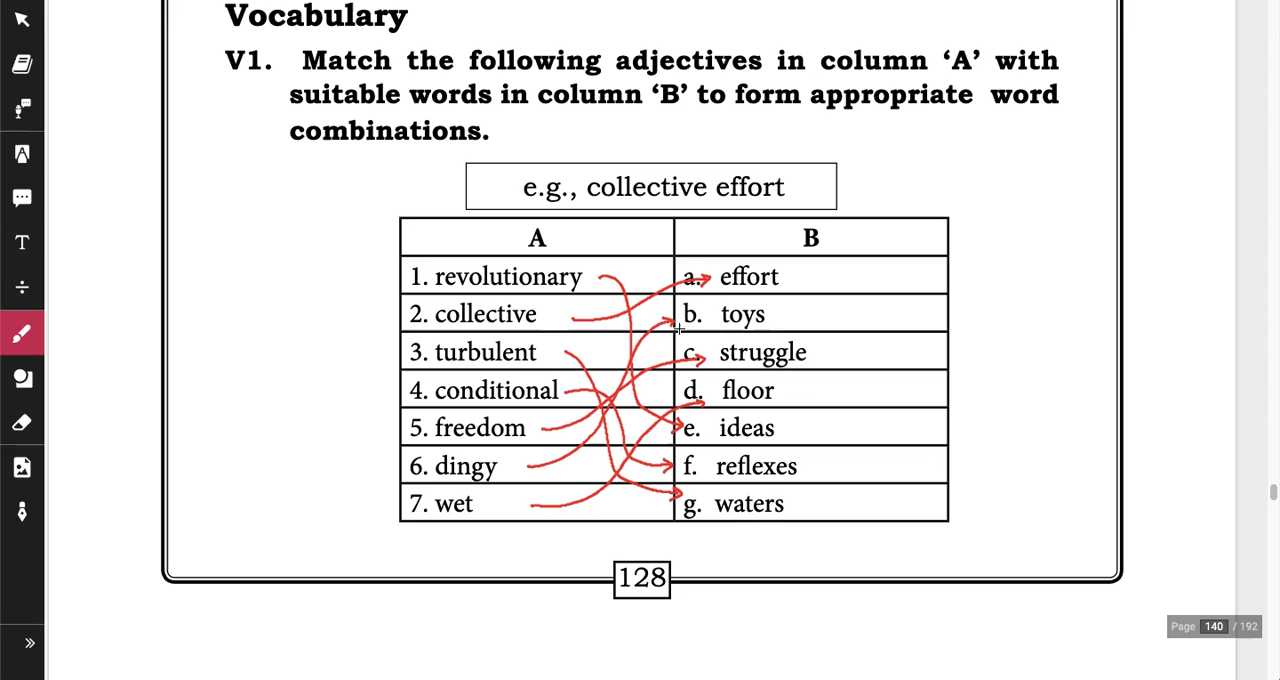 Vocabulary
V1. Match the following adjectives in column ‘A’ with
suitable words in column ‘B’ to form appropriate word
combinations.
e.g., collective effort
A B
1. revolutionary a. effort
2. collective b. toys
3. turbulent c. struggle
4. conditional d. floor
5. freedom e. ideas
6. dingy f. reflexes
7. wet g. waters
128
Page 140 / 192